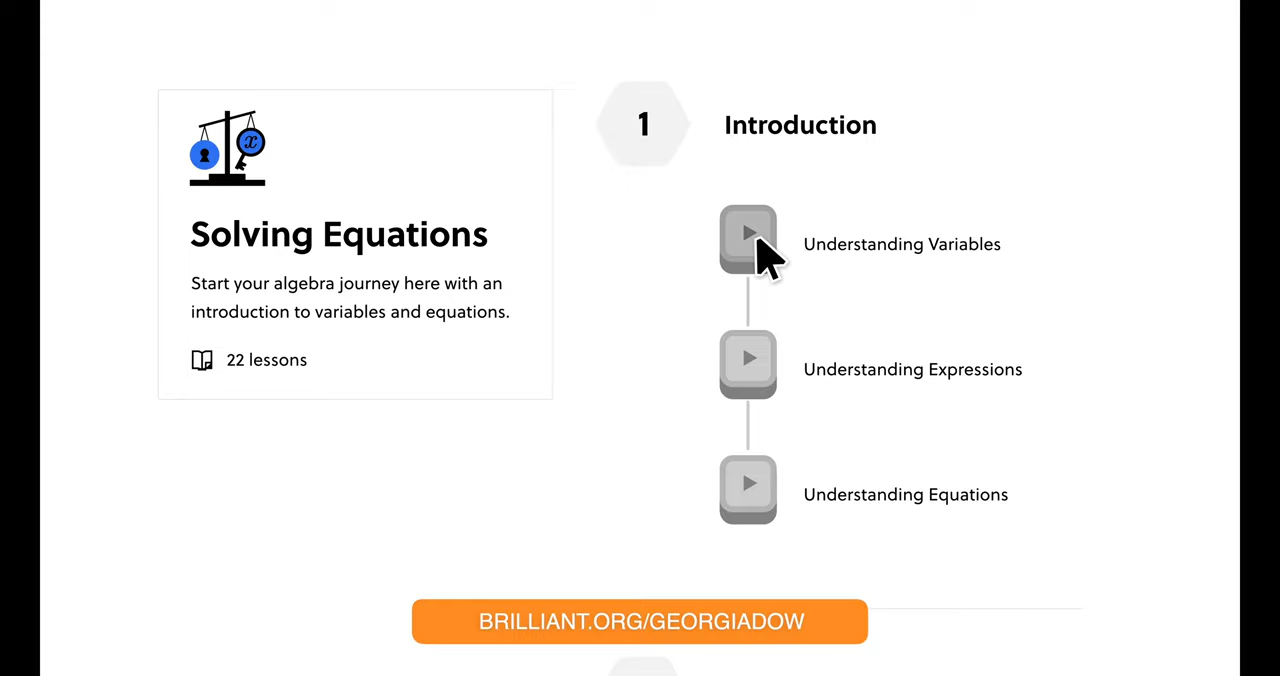 Solving Equations
Start your algebra journey here with an
introduction to variables and equations.
22 lessons
1
Introduction
Understanding Variables
Understanding Expressions
Understanding Equations
BRILLIANT.ORG/GEORGIADOW
x